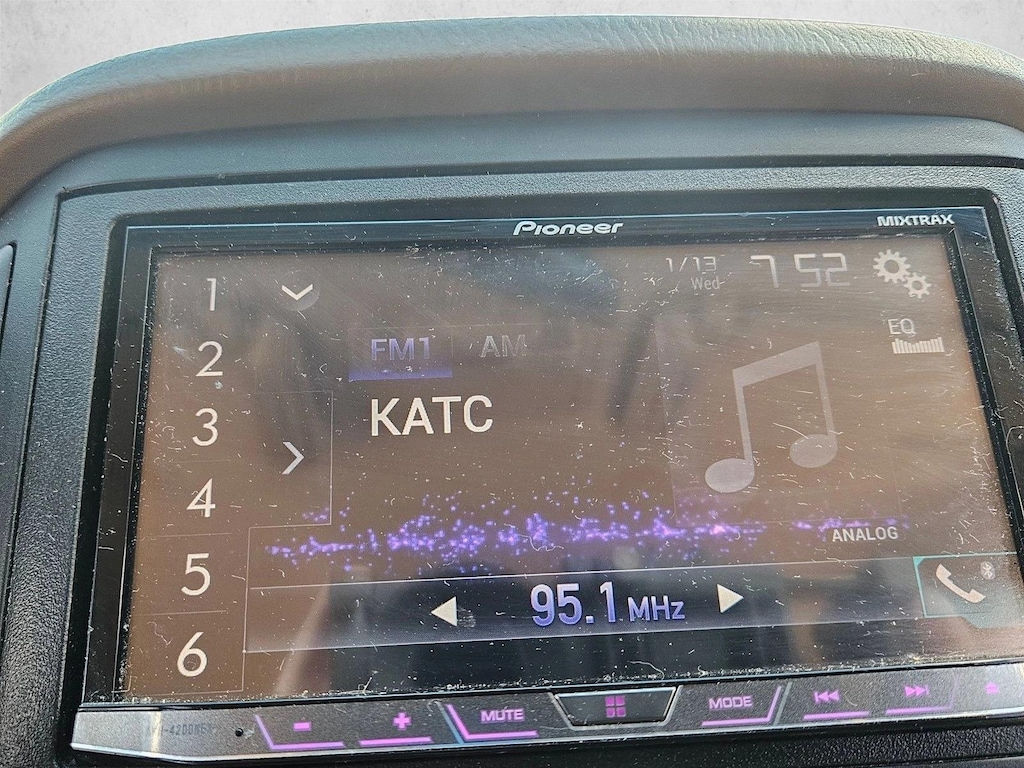 Pioneer
MIXTRAX
1/13
Wed
7 52
1
2
3
4
5
6
FM1 AM
EQ
KATC
ANALOG
95.1 MHz
MUTE
MODE